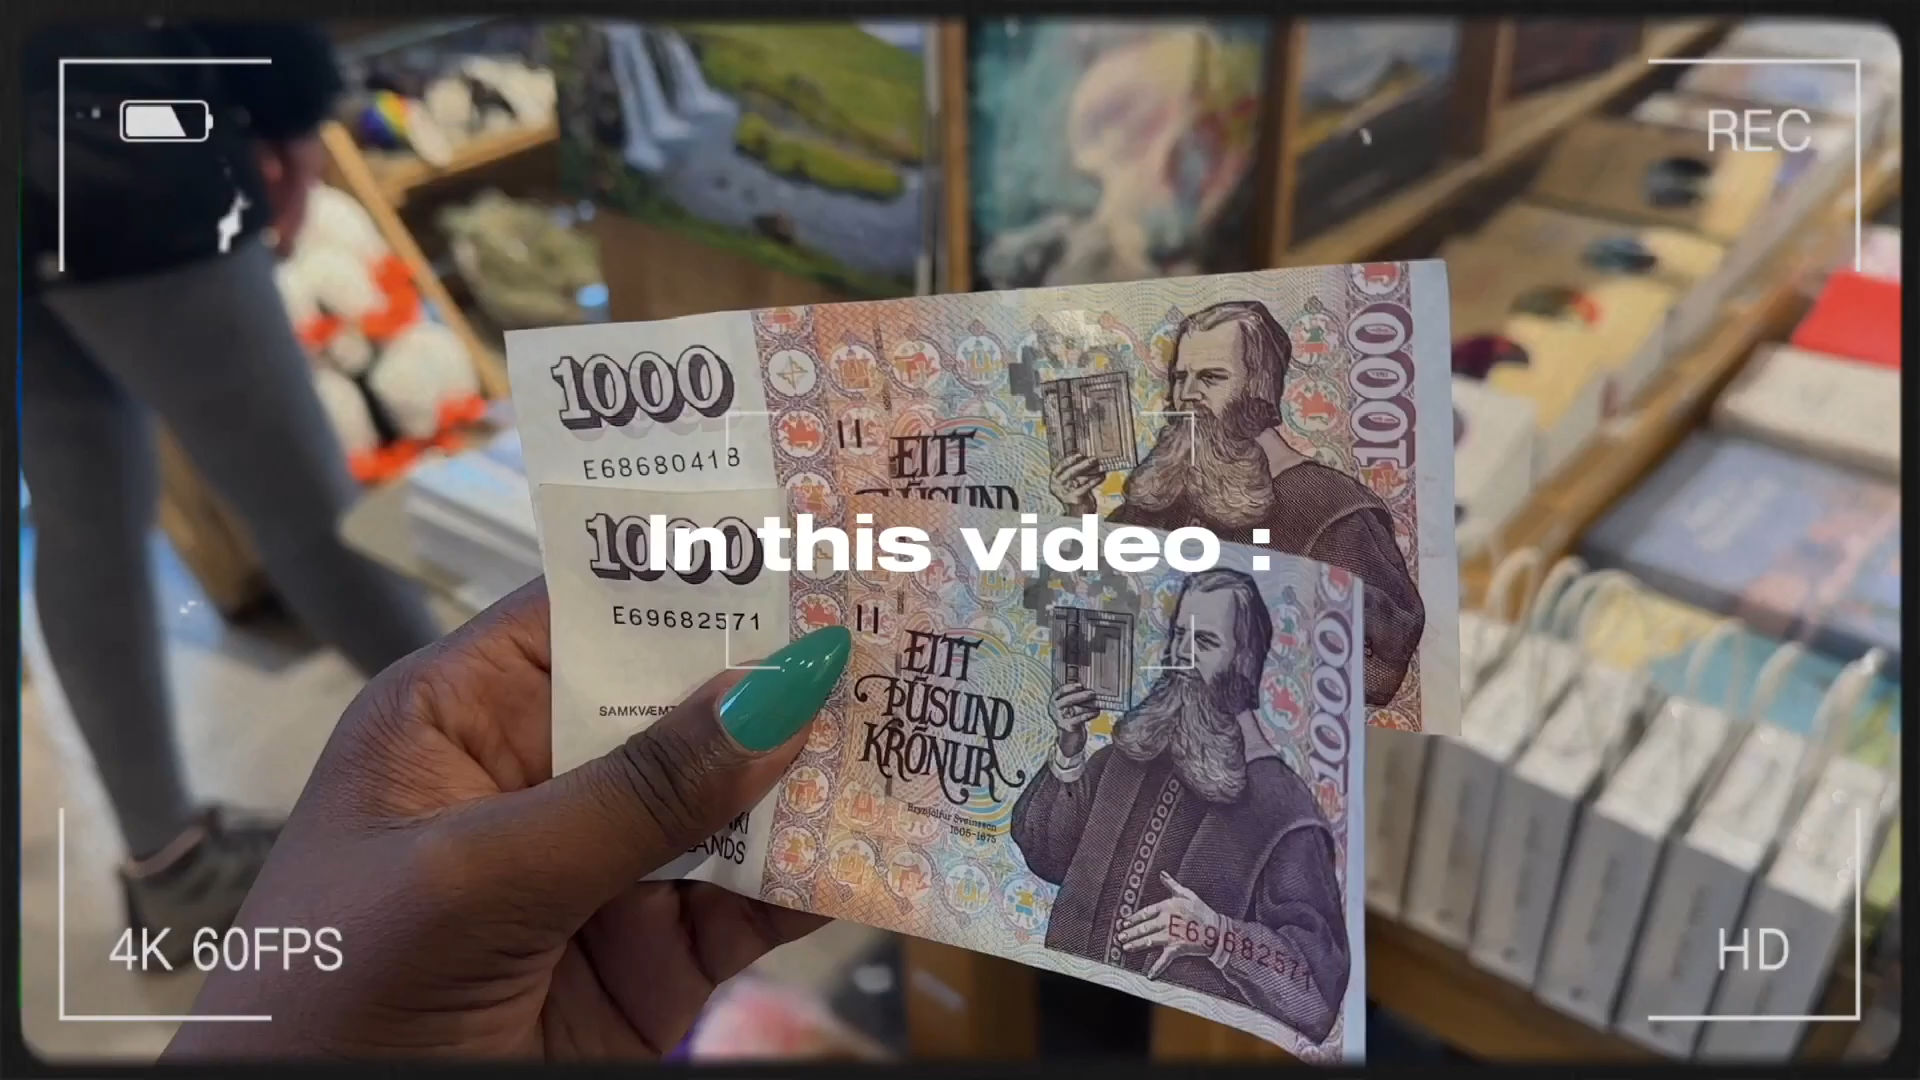 REC
1000
1000
E68680418
EITT
ÞÚSUND
In this video :
1000
E69682571
EITT
ÞÚSUND
KRÓNUR
1000
SAMKVÆMT
Brynjólfur Sveinsson
1605-1675
LANDS
E69682571
4K 60FPS
HD